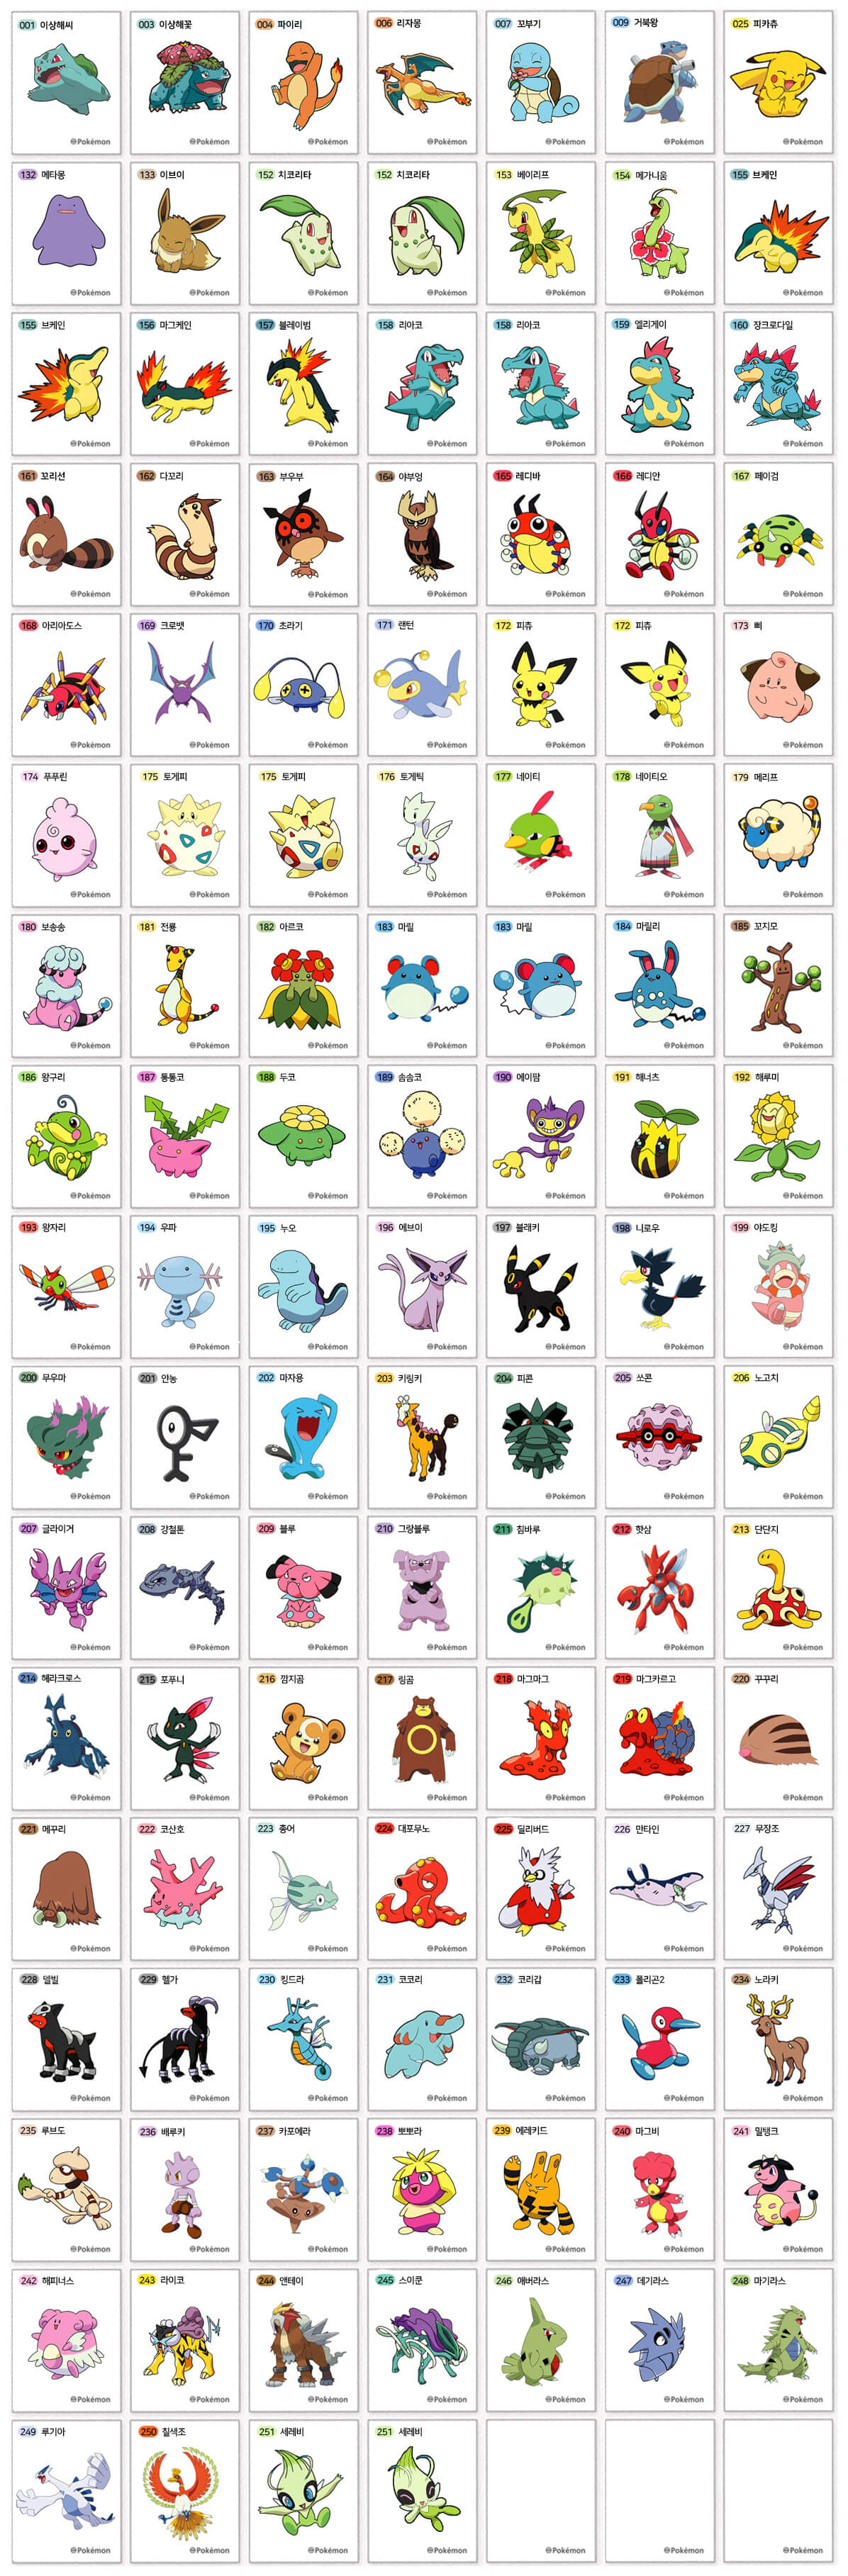 001 이상해씨
003 이상해꽃
004 파이리
006 리자몽
007 꼬부기
009 거북왕
025 피카츄
©Pokémon
©Pokémon
©Pokémon
©Pokémon
©Pokémon
©Pokémon
©Pokémon
132 메타몽
133 이브이
152 치코리타
152 치코리타
153 베이리프
154 메가니움
155 브케인
©Pokémon
©Pokémon
©Pokémon
©Pokémon
©Pokémon
©Pokémon
©Pokémon
155 브케인
156 마그케인
157 블레이범
158 리아코
158 리아코
159 엘리게이
160 장크로다일
©Pokémon
©Pokémon
©Pokémon
©Pokémon
©Pokémon
©Pokémon
©Pokémon
161 꼬리선
162 다꼬리
163 부우부
164 야부엉
165 레디바
166 레디안
167 페이검
©Pokémon
©Pokémon
©Pokémon
©Pokémon
©Pokémon
©Pokémon
©Pokémon
168 아리아도스
169 크로뱃
170 초라기
171 랜턴
172 피츄
172 피츄
173 삐
©Pokémon
©Pokémon
©Pokémon
©Pokémon
©Pokémon
©Pokémon
©Pokémon
174 푸푸린
175 토게피
175 토게피
176 토게틱
177 네이티
178 네이티오
179 메리프
©Pokémon
©Pokémon
©Pokémon
©Pokémon
©Pokémon
©Pokémon
©Pokémon
180 보송송
181 전룡
182 아르코
183 마릴
183 마릴
184 마릴리
185 꼬지모
©Pokémon
©Pokémon
©Pokémon
©Pokémon
©Pokémon
©Pokémon
©Pokémon
186 왕구리
187 통통코
188 두코
189 솜솜코
190 에이팜
191 해너츠
192 해루미
©Pokémon
©Pokémon
©Pokémon
©Pokémon
©Pokémon
©Pokémon
©Pokémon
193 왕자리
194 우파
195 누오
196 에브이
197 블래키
198 니로우
199 야도킹
©Pokémon
©Pokémon
©Pokémon
©Pokémon
©Pokémon
©Pokémon
©Pokémon
200 무우마
201 안농
202 마자용
203 키링키
204 피콘
205 쏘콘
206 노고치
©Pokémon
©Pokémon
©Pokémon
©Pokémon
©Pokémon
©Pokémon
©Pokémon
207 글라이거
208 강철톤
209 블루
210 그랑블루
211 침바루
212 핫삼
213 단단지
©Pokémon
©Pokémon
©Pokémon
©Pokémon
©Pokémon
©Pokémon
©Pokémon
214 헤라크로스
215 포푸니
216 깜지곰
217 링곰
218 마그마그
219 마그카르고
220 꾸꾸리
©Pokémon
©Pokémon
©Pokémon
©Pokémon
©Pokémon
©Pokémon
©Pokémon
221 메꾸리
222 코산호
223 총어
224 대포무노
225 딜리버드
226 만타인
227 무장조
©Pokémon
©Pokémon
©Pokémon
©Pokémon
©Pokémon
©Pokémon
©Pokémon
228 델빌
229 헬가
230 킹드라
231 코코리
232 코리갑
233 폴리곤2
234 노라키
©Pokémon
©Pokémon
©Pokémon
©Pokémon
©Pokémon
©Pokémon
©Pokémon
235 루브도
236 배루키
237 카포에라
238 뽀뽀라
239 에레키드
240 마그비
241 밀탱크
©Pokémon
©Pokémon
©Pokémon
©Pokémon
©Pokémon
©Pokémon
©Pokémon
242 해피너스
243 라이코
244 앤테이
245 스이쿤
246 애버라스
247 데기라스
248 마기라스
©Pokémon
©Pokémon
©Pokémon
©Pokémon
©Pokémon
©Pokémon
©Pokémon
249 루기아
250 칠색조
251 세레비
251 세레비
©Pokémon
©Pokémon
©Pokémon
©Pokémon
©Pokémon
©Pokémon
©Pokémon